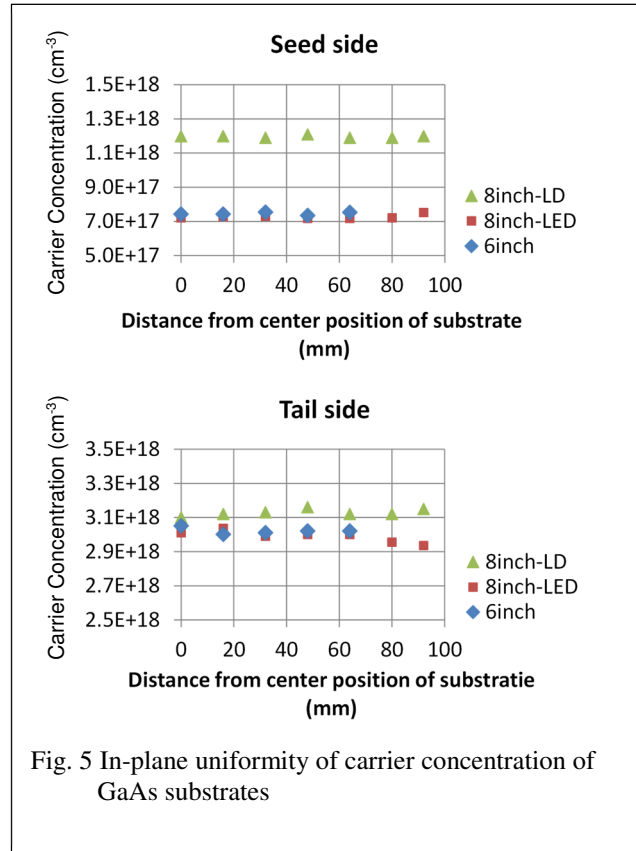 Seed side
Carrier Concentration (cm-3)
1.5E+18
1.3E+18
1.1E+18
9.0E+17
7.0E+17
5.0E+17
0 20 40 60 80 100
Distance from center position of substrate
(mm)
8inch-LD
8inch-LED
6inch
Tail side
Carrier Concentration (cm-3)
3.5E+18
3.3E+18
3.1E+18
2.9E+18
2.7E+18
2.5E+18
0 20 40 60 80 100
Distance from center position of substratie
(mm)
8inch-LD
8inch-LED
6inch
Fig. 5 In-plane uniformity of carrier concentration of
GaAs substrates